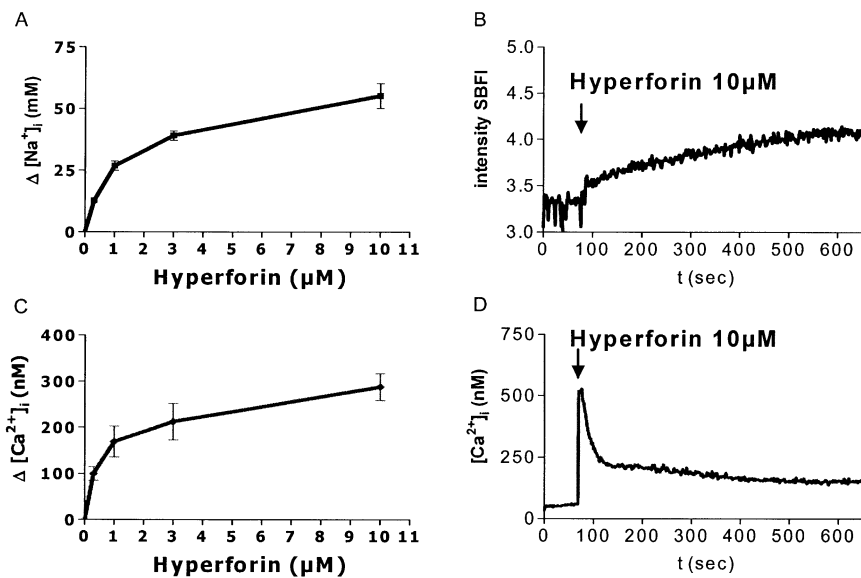 A
75
50
25
0
Δ [Na+]i (mM)
0 1 2 3 4 5 6 7 8 9 10 11
Hyperforin (µM)
B
5.0
4.5
4.0
3.5
3.0
intensity SBFI
Hyperforin 10µM
0 100 200 300 400 500 600
t (sec)
C
400
300
200
100
0
Δ [Ca2+]i (nM)
0 1 2 3 4 5 6 7 8 9 10 11
Hyperforin (µM)
D
750
500
250
0
[Ca2+]i (nM)
Hyperforin 10µM
0 100 200 300 400 500 600
t (sec)